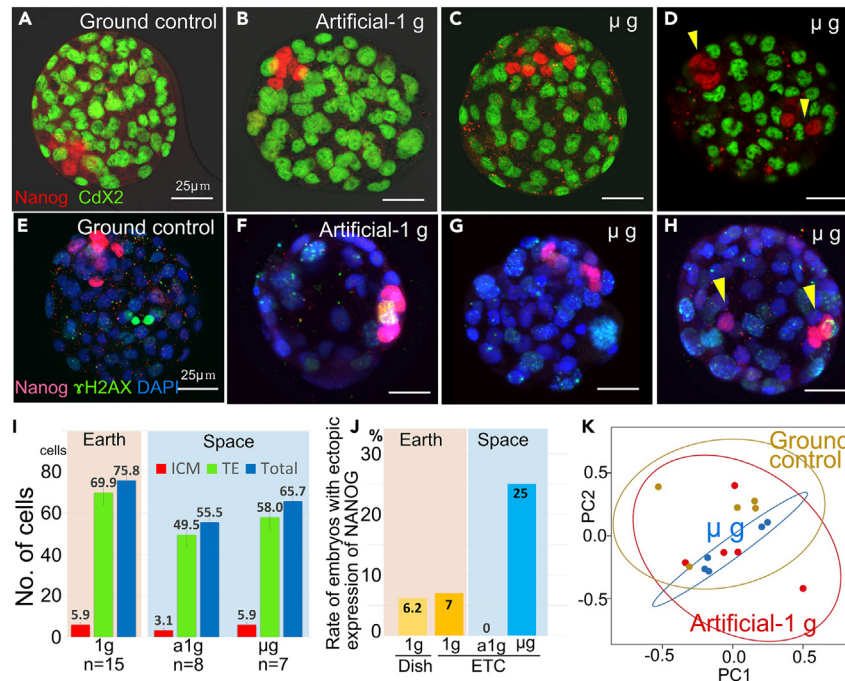 A Ground control
B Artificial-1 g
C µ g
D µ g
Nanog CdX2 25µm
E Ground control
F Artificial-1 g
G µ g
H µ g
Nanog ɤH2AX DAPI 25µm
I
cells
Earth Space
ICM TE Total
No. of cells
80
60
40
20
0
5.9 69.9 75.8
3.1 49.5 55.5
5.9 58.0 65.7
1g a1g µg
n=15 n=8 n=7
J
%
Earth Space
Rate of embryos with ectopic
expression of NANOG
30
20
10
0
6.2 7 0 25
1g 1g a1g µg
Dish ETC
K
Ground
control
µ g
Artificial-1 g
PC2
0.5
0.0
-0.5
-0.5 0.0 0.5
PC1